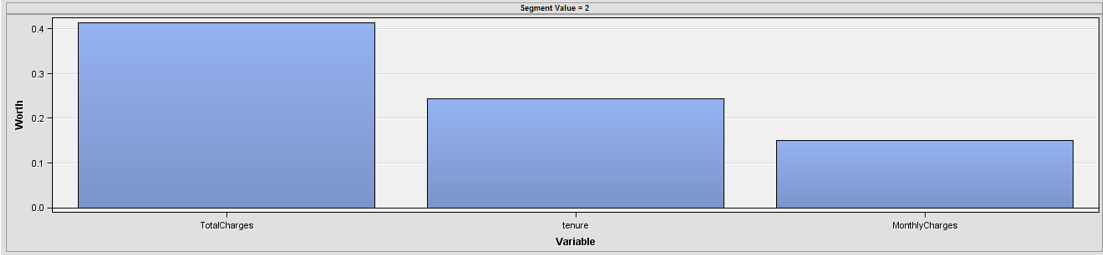 Segment Value = 2
Worth
0.4
0.3
0.2
0.1
0.0
TotalCharges tenure MonthlyCharges
Variable